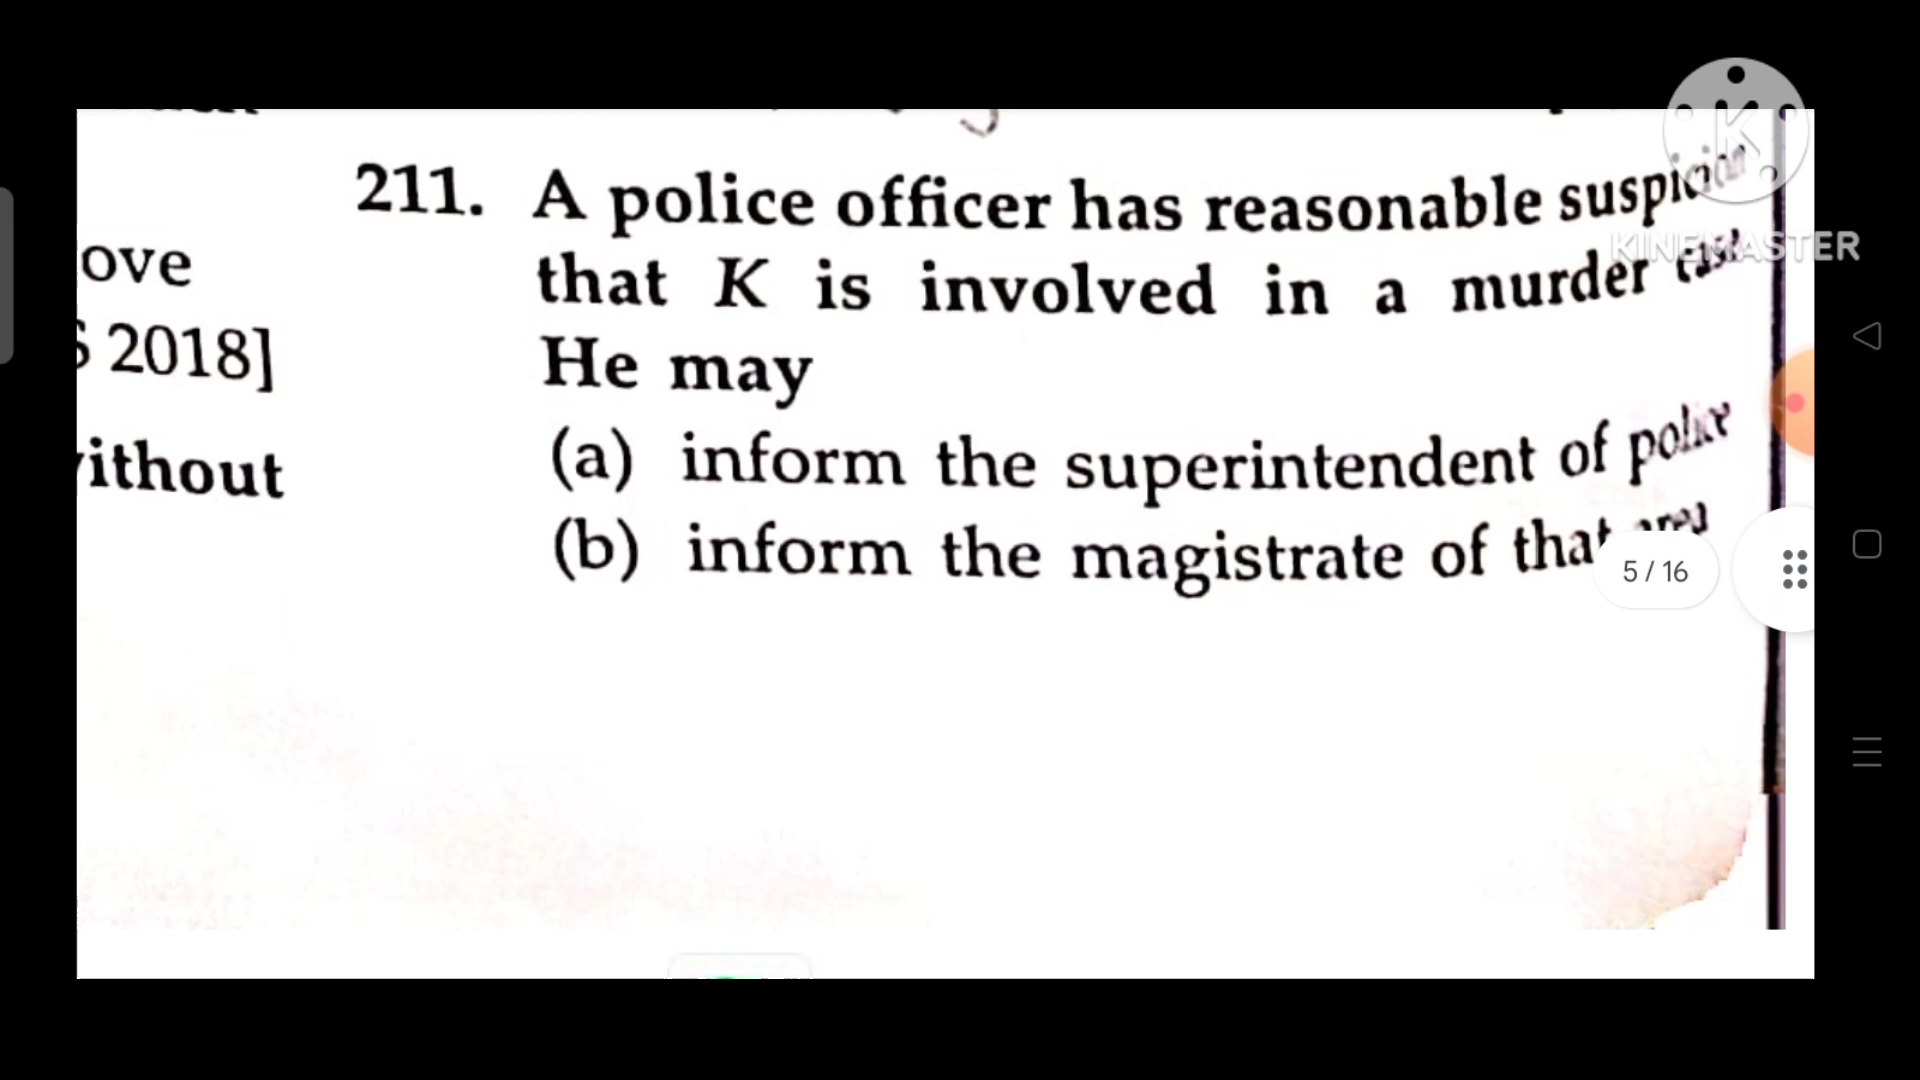 211. A police officer has reasonable suspicion
KINEMASTER
ove
that K is involved in a murder case
S 2018]
He may
ithout
(a) inform the superintendent of police
(b) inform the magistrate of that area
5 / 16